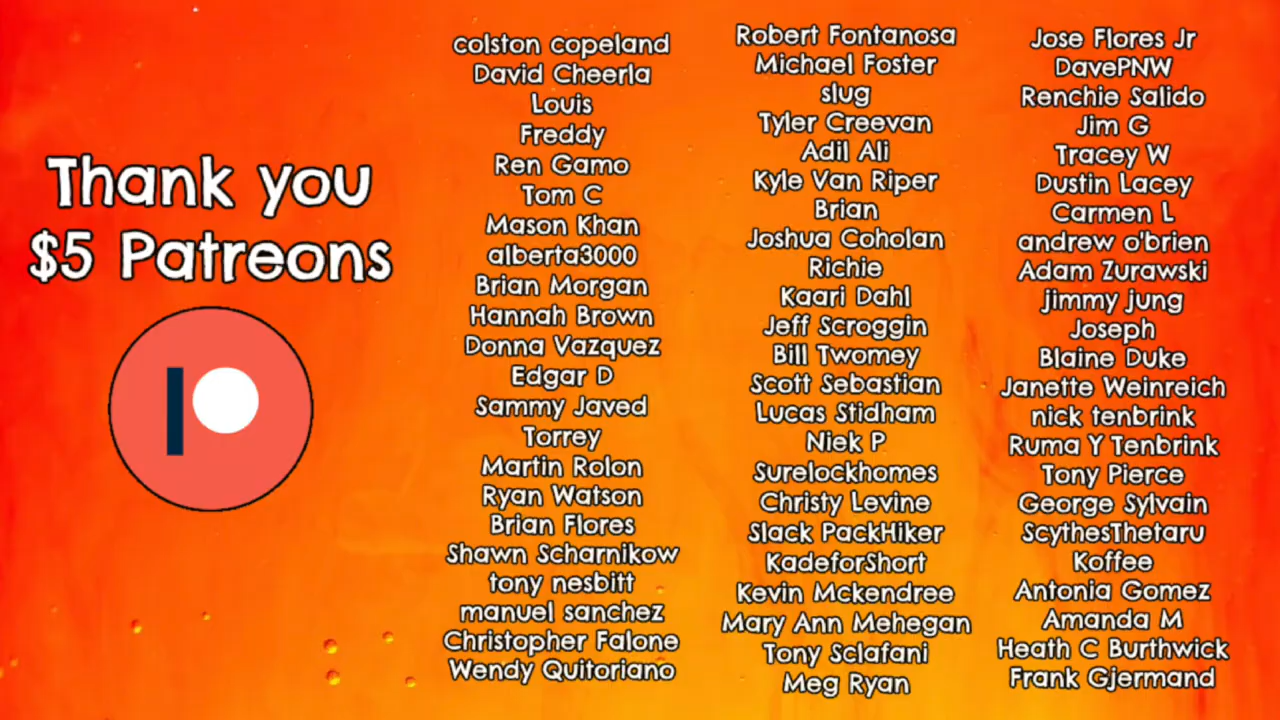 Thank you
$5 Patreons
colston copeland
David Cheerla
Louis
Freddy
Ren Gamo
Tom C
Mason Khan
alberta3000
Brian Morgan
Hannah Brown
Donna Vazquez
Edgar D
Sammy Javed
Torrey
Martin Rolon
Ryan Watson
Brian Flores
Shawn Scharnikow
tony nesbitt
manuel sanchez
Christopher Falone
Wendy Quitoriano
Robert Fontanosa
Michael Foster
slug
Tyler Creevan
Adil Ali
Kyle Van Riper
Brian
Joshua Coholan
Richie
Kaari Dahl
Jeff Scroggin
Bill Twomey
Scott Sebastian
Lucas Stidham
Niek P
Surelockhomes
Christy Levine
Slack PackHiker
KadeforShort
Kevin Mckendree
Mary Ann Mehegan
Tony Sclafani
Meg Ryan
Jose Flores Jr
DavePNW
Renchie Salido
Jim G
Tracey W
Dustin Lacey
Carmen L
andrew o'brien
Adam Zurawski
jimmy jung
Joseph
Blaine Duke
Janette Weinreich
nick tenbrink
Ruma Y Tenbrink
Tony Pierce
George Sylvain
ScythesThetaru
Koffee
Antonia Gomez
Amanda M
Heath C Burthwick
Frank Gjermand